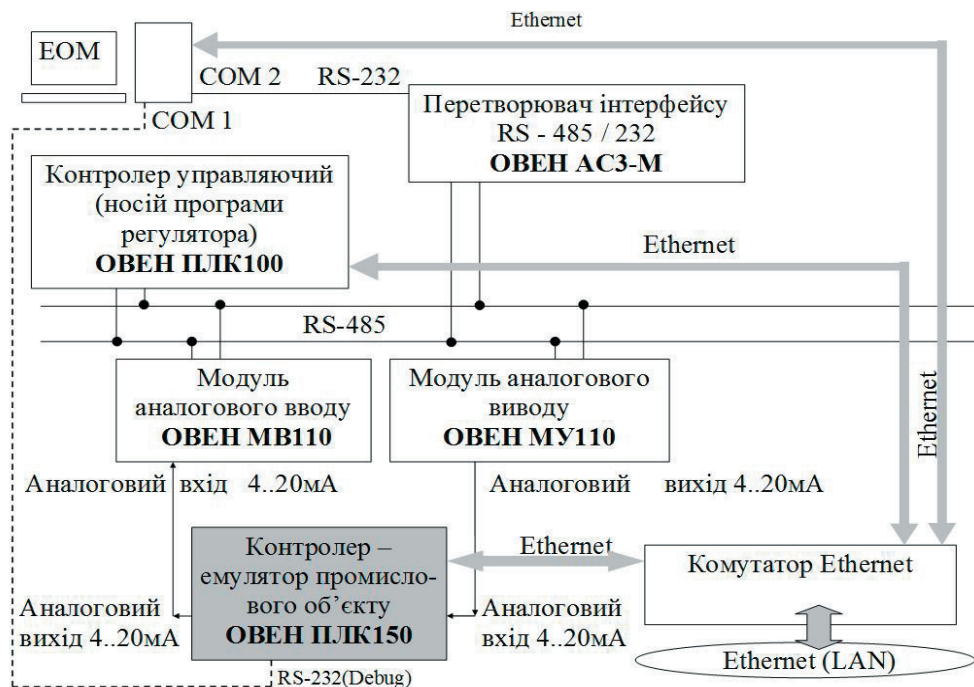 Ethernet
ЕОМ
COM 2 RS-232
COM 1
Перетворювач інтерфейсу
RS - 485 / 232
ОВЕН АС3-М
Контролер управляючий
(носій програми
регулятора)
ОВЕН ПЛК100
Ethernet
RS-485
Модуль
аналогового вводу
ОВЕН МВ110
Модуль аналогового
виводу
ОВЕН МУ110
Ethernet
Ethernet
Аналоговий вхід 4..20мА
Аналоговий вихід 4..20мА
Контролер –
емулятор промисло-
вого об’єкту
ОВЕН ПЛК150
Ethernet
Комутатор Ethernet
Аналоговий
вихід 4..20мА
Аналоговий
вхід 4..20мА
Ethernet (LAN)
RS-232(Debug)